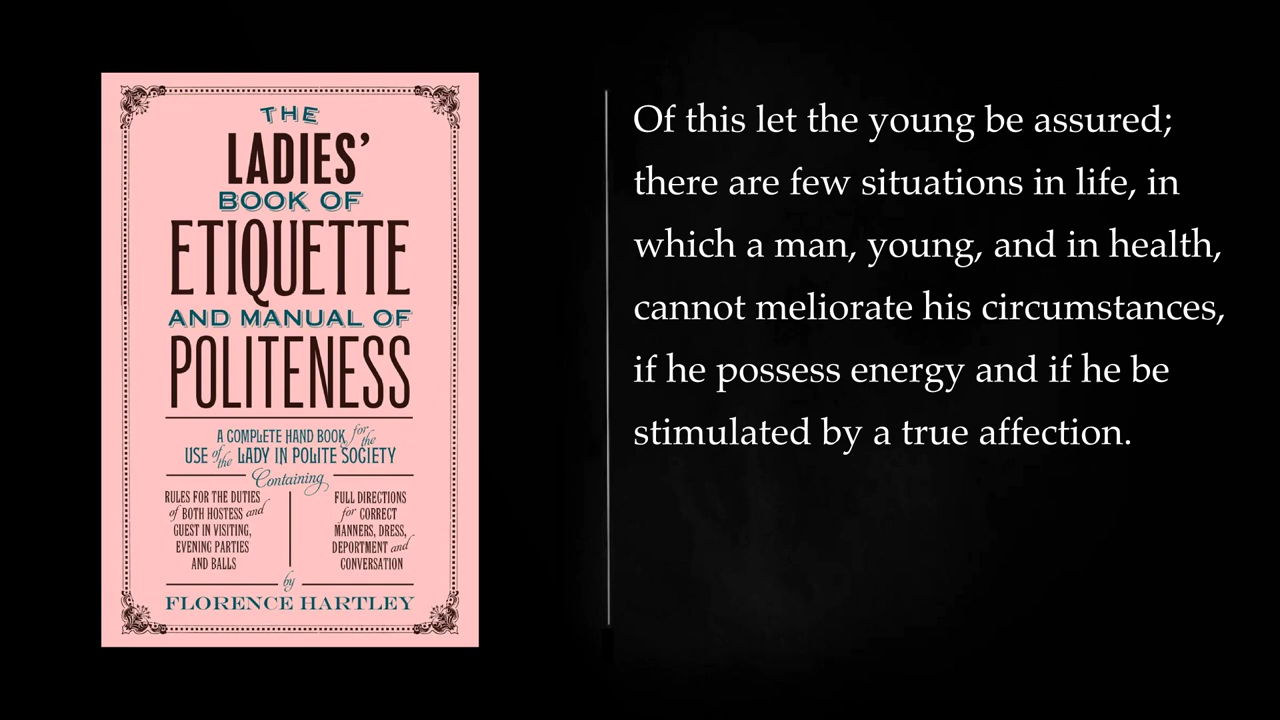 THE
LADIES'
BOOK OF
ETIQUETTE
AND MANUAL OF
POLITENESS
A COMPLETE HAND BOOK for the
USE of the LADY IN POLITE SOCIETY
Containing
RULES FOR THE DUTIES
of BOTH HOSTESS and
GUEST IN VISITING,
EVENING PARTIES
AND BALLS
FULL DIRECTIONS
for CORRECT
MANNERS, DRESS,
DEPORTMENT and
CONVERSATION
by
FLORENCE HARTLEY
Of this let the young be assured;
there are few situations in life, in
which a man, young, and in health,
cannot meliorate his circumstances,
if he possess energy and if he be
stimulated by a true affection.